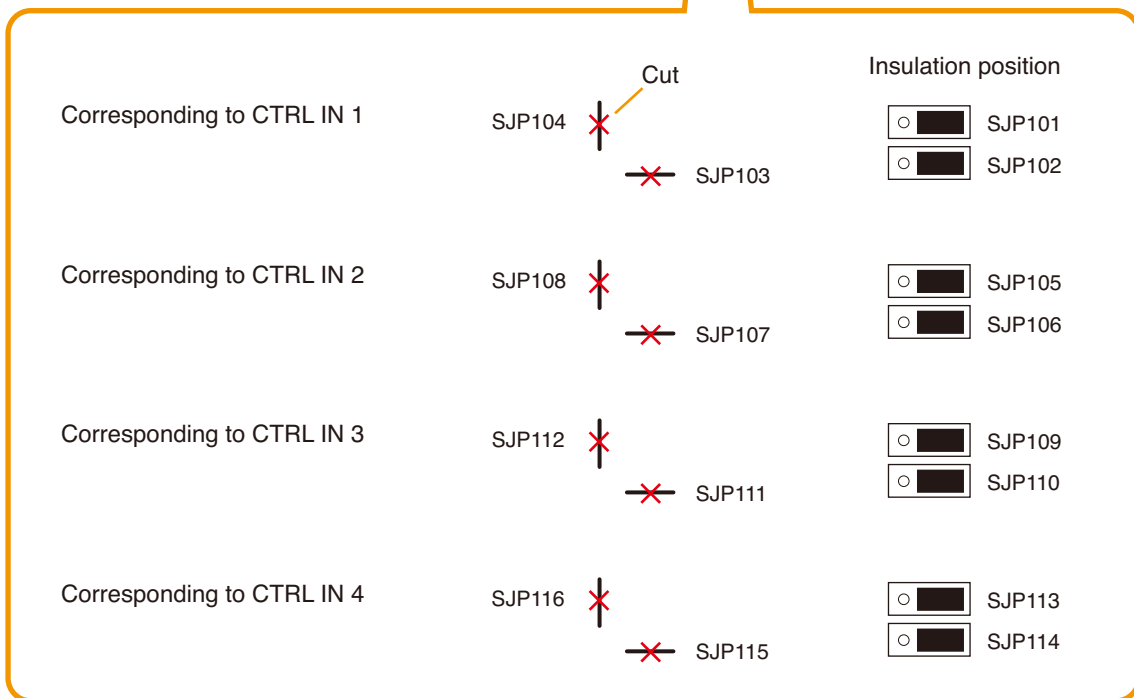 Cut
Insulation position
Corresponding to CTRL IN 1
SJP104
SJP101
SJP102
SJP103
Corresponding to CTRL IN 2
SJP108
SJP105
SJP106
SJP107
Corresponding to CTRL IN 3
SJP112
SJP109
SJP110
SJP111
Corresponding to CTRL IN 4
SJP116
SJP113
SJP114
SJP115